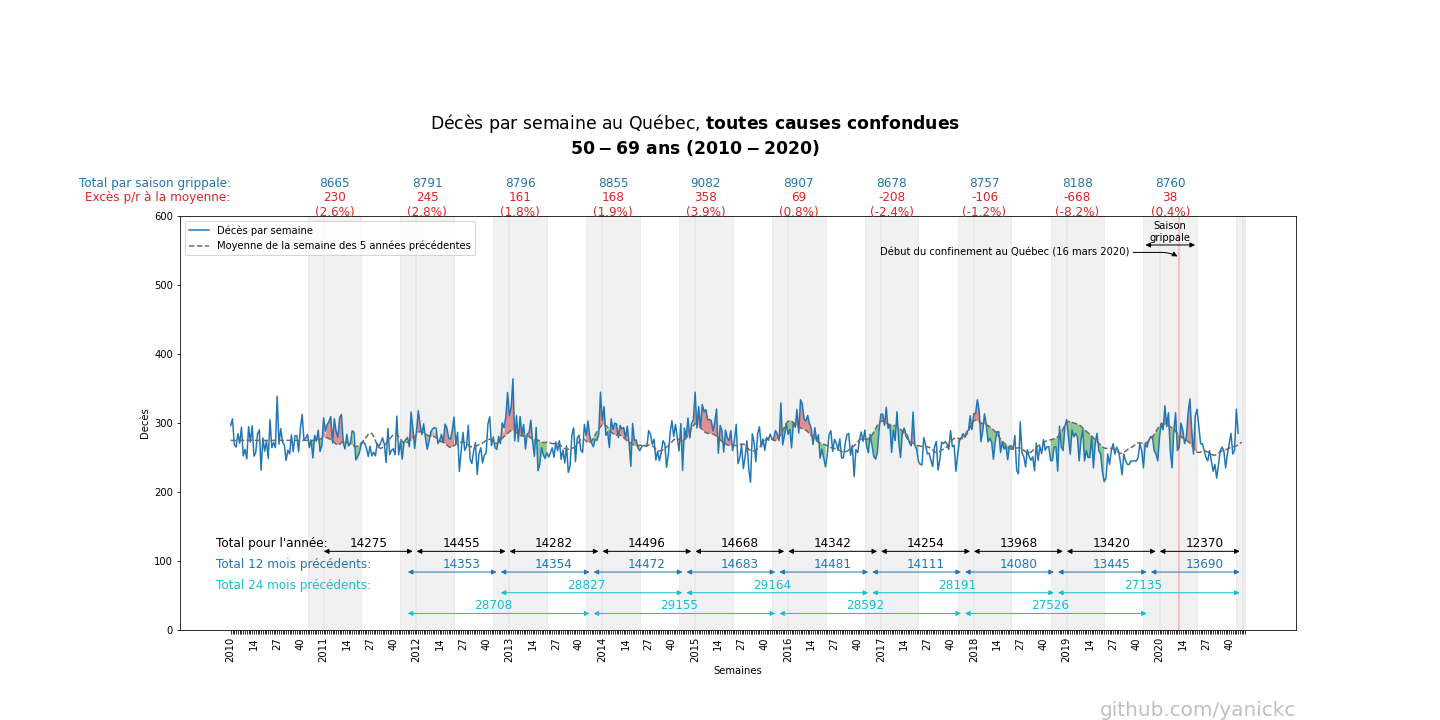 Décès par semaine au Québec, toutes causes confondues
50 – 69 ans (2010 – 2020)
Total par saison grippale: 8665 8791 8796 8855 9082 8907 8678 8757 8188 8760
Excès p/r à la moyenne: 230 245 161 168 358 69 -208 -106 -668 38
(2.6%) (2.8%) (1.8%) (1.9%) (3.9%) (0.8%) (-2.4%) (-1.2%) (-8.2%) (0.4%)
600
Décès par semaine
Moyenne de la semaine des 5 années précédentes
Saison
grippale
Début du confinement au Québec (16 mars 2020)
500
400
300
200
100
0
Decès
Total pour l'année: 14275 14455 14282 14496 14668 14342 14254 13968 13420 12370
Total 12 mois précédents: 14353 14354 14472 14683 14481 14111 14080 13445 13690
Total 24 mois précédents: 28827 29164 28191 27135
28708 29155 28592 27526
2010 14 27 40 2011 14 27 40 2012 14 27 40 2013 14 27 40 2014 14 27 40 2015 14 27 40 2016 14 27 40 2017 14 27 40 2018 14 27 40 2019 14 27 40 2020 14 27 40
Semaines
github.com/yanickc